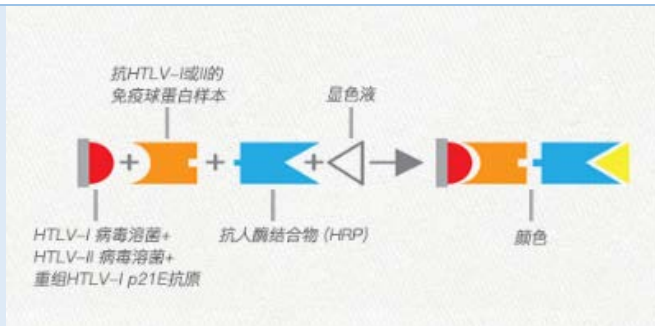 抗HTLV-I或II的
免疫球蛋白样本
显色液
+
+
+
HTLV-I 病毒溶菌+
HTLV-II 病毒溶菌+
重组HTLV-I p21E抗原
抗人酶结合物 (HRP)
颜色